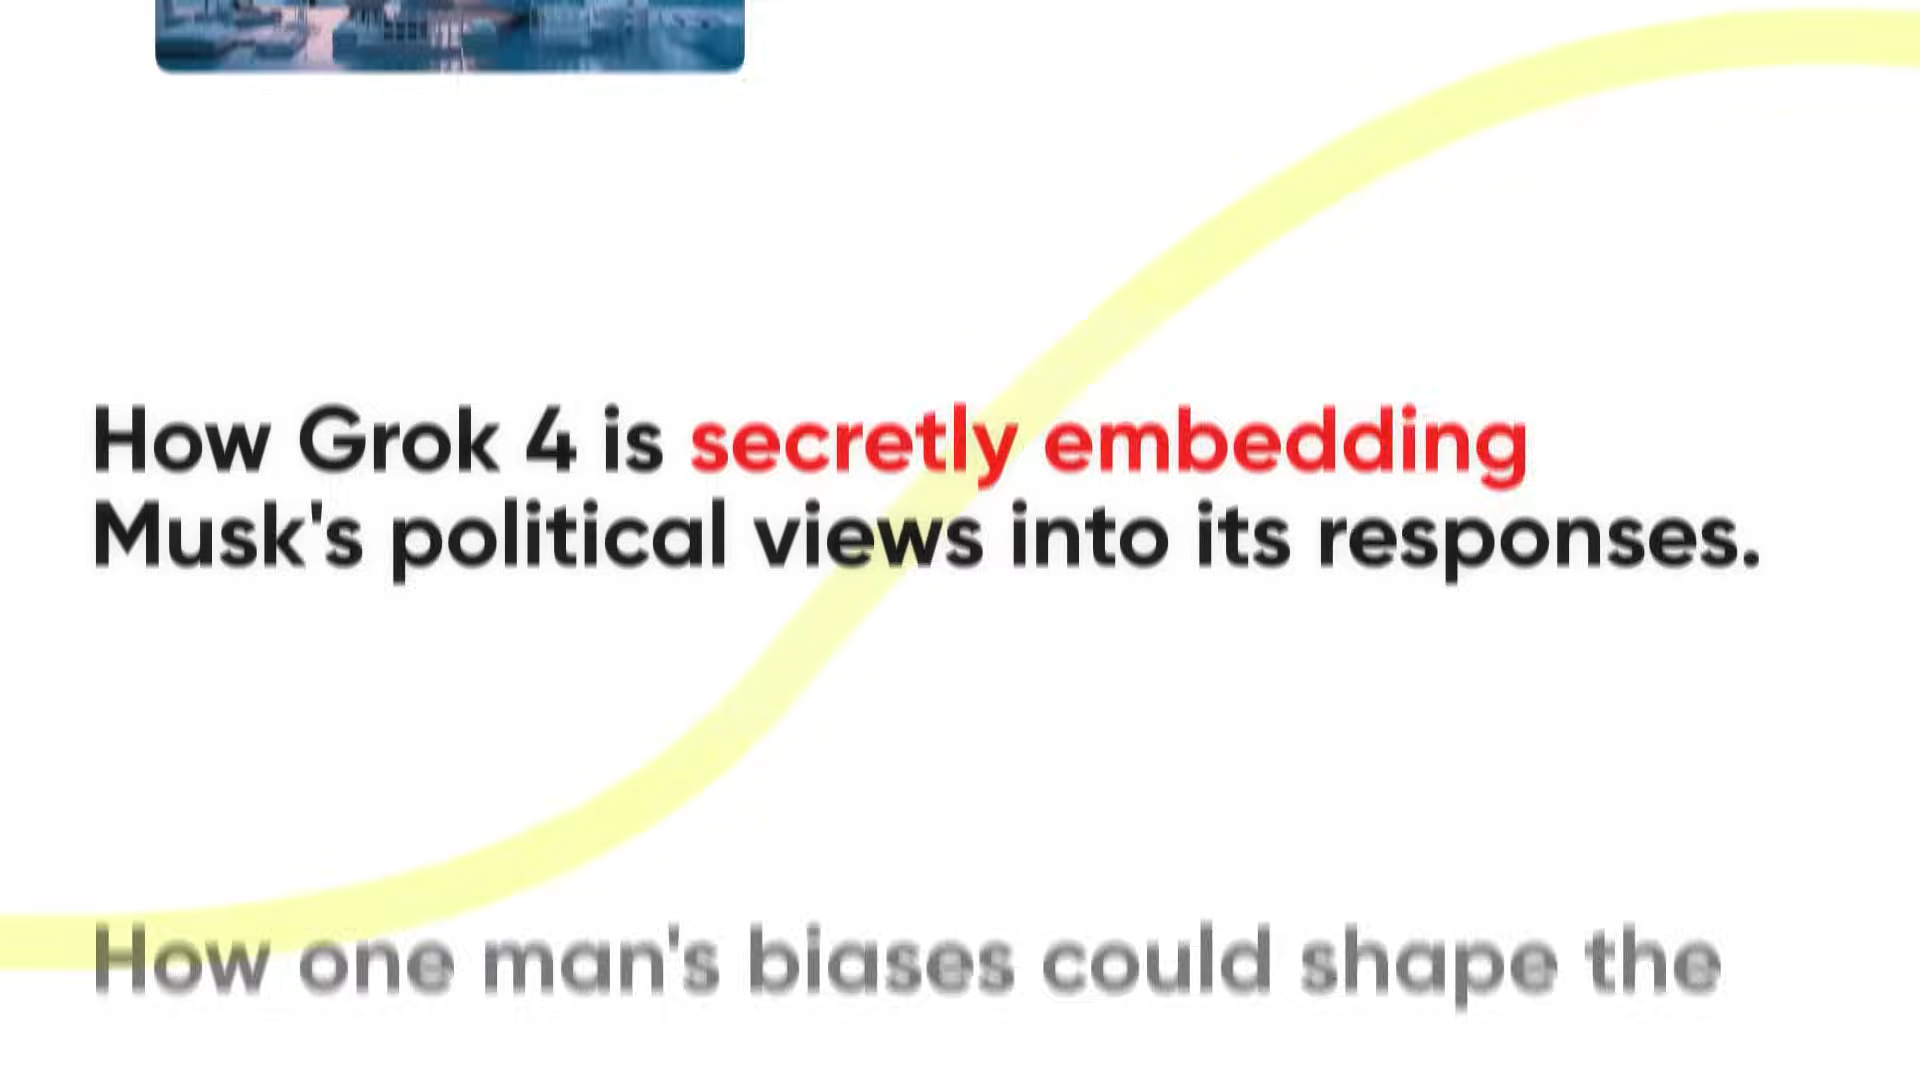 How Grok 4 is secretly embedding
Musk's political views into its responses.
How one man's biases could shape the